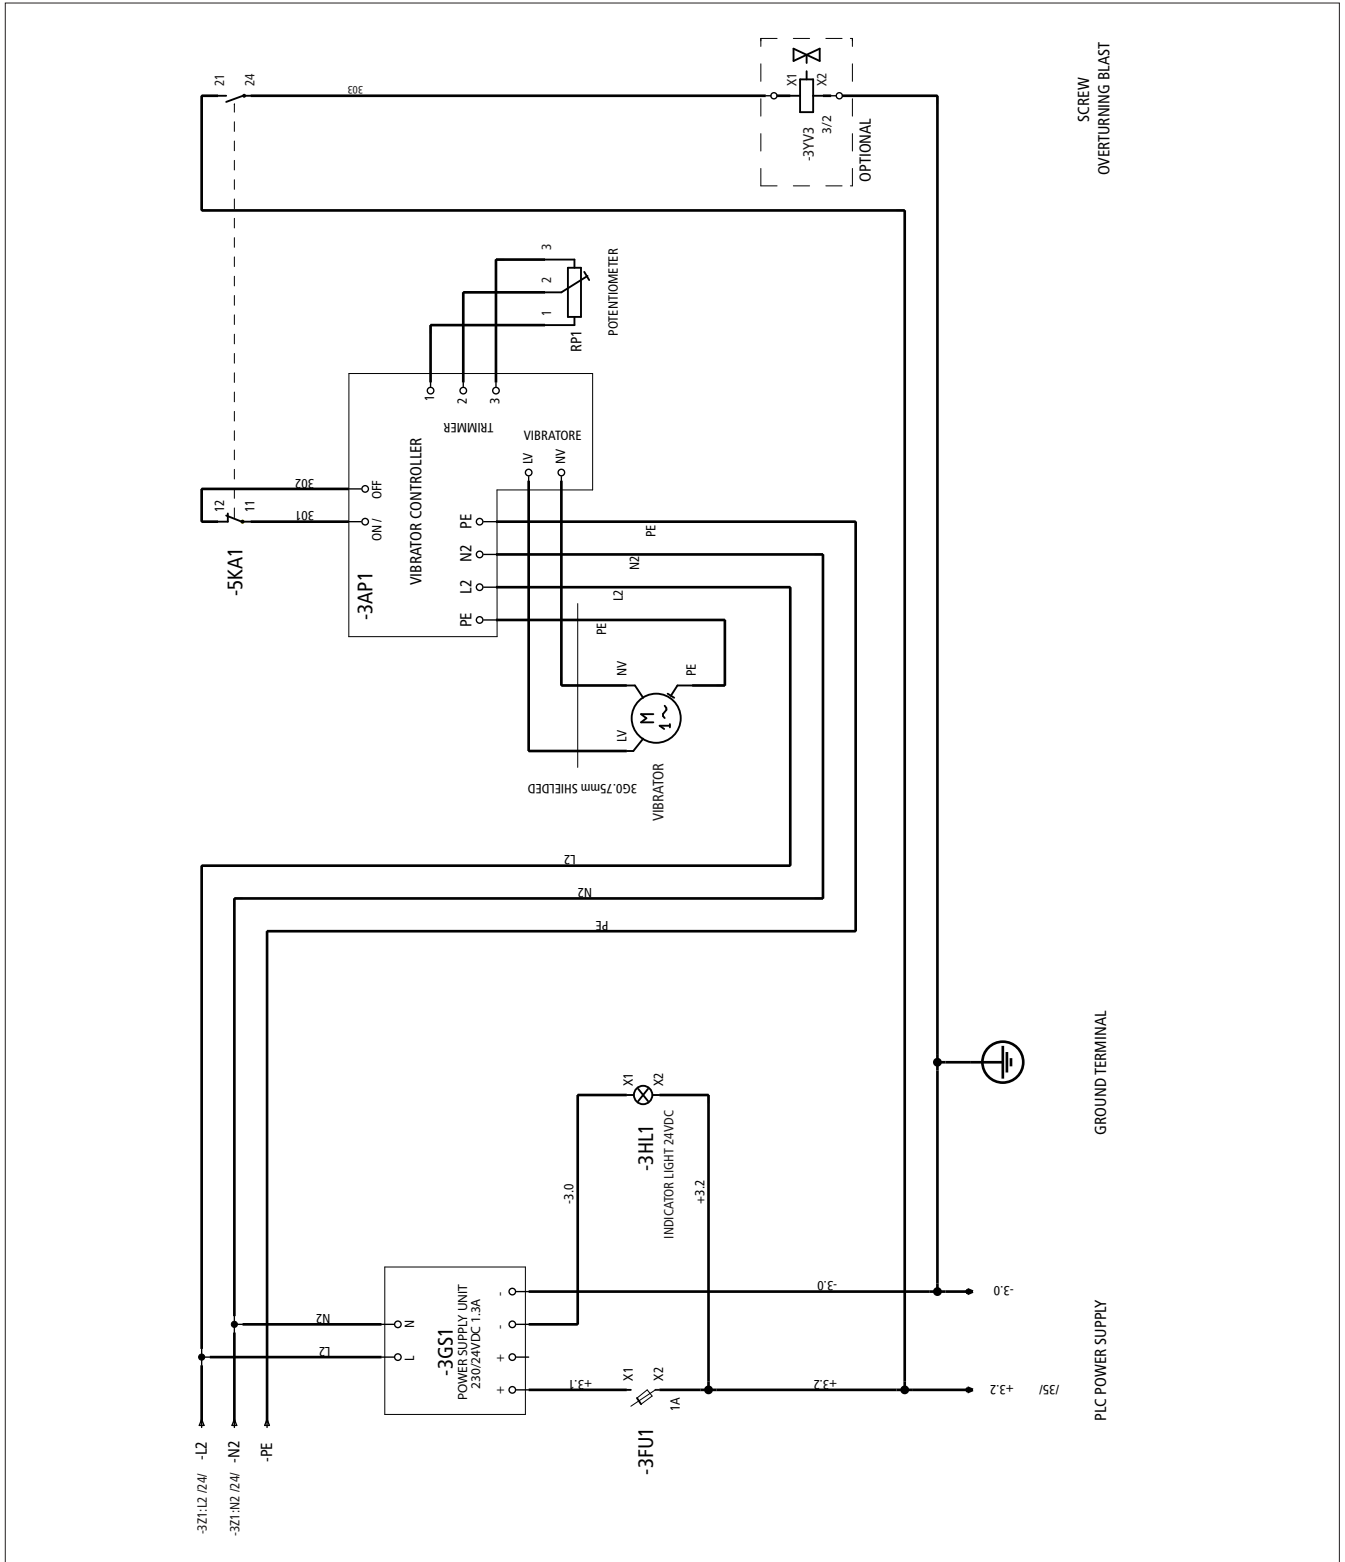 21
24
303
X1
X2
-3YV3
3/2
OPTIONAL
SCREW
OVERTURNING BLAST
1
2
3
RP1
POTENTIOMETER
12
11
302
301
-5KA1
OFF
ON /
-3AP1
VIBRATOR CONTROLLER
1
2
3
TRIMMER
VIBRATORE
LV
NV
PE
N2
L2
PE
PE
N2
L2
PE
NV
PE
LV
M
1~
VIBRATOR
3G0.75mm SHIELDED
L2
N2
PE
GROUND TERMINAL
X1
X2
-3HL1
INDICATOR LIGHT 24VDC
-3.0
+3.2
N2
L2
N
L
-3GS1
POWER SUPPLY UNIT
230/24VDC 1.3A
-
-
+
+
-3.0
-3.0
+3.1
X1
X2
1A
-3FU1
+3.2
+3.2
/35/
PLC POWER SUPPLY
-3Z1:L2 /24/ -L2
-3Z1:N2 /24/ -N2
-PE